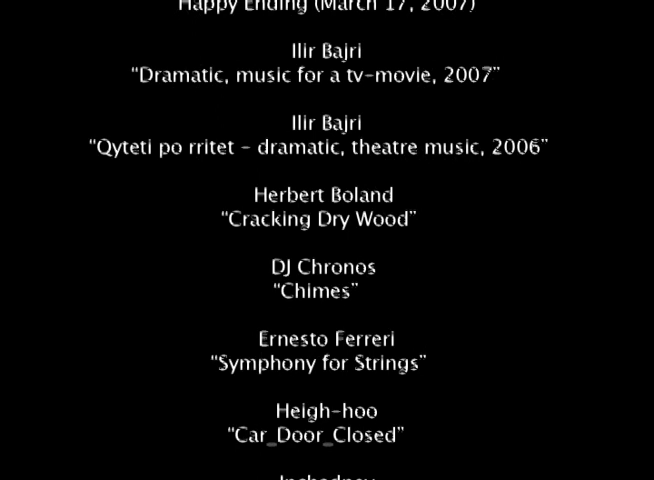 Happy Ending (March 17, 2007)
Ilir Bajri
“Dramatic, music for a tv-movie, 2007”
Ilir Bajri
“Qyteti po rritet - dramatic, theatre music, 2006”
Herbert Boland
“Cracking Dry Wood”
DJ Chronos
“Chimes”
Ernesto Ferreri
“Symphony for Strings”
Heigh-hoo
“Car_Door_Closed”